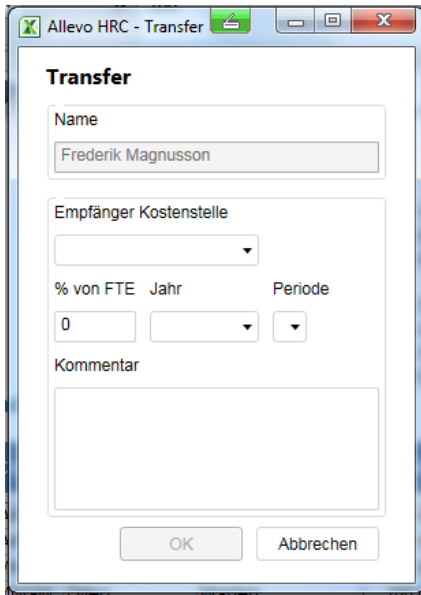 Allevo HRC - Transfer
Transfer
Name
Frederik Magnusson
Empfänger Kostenstelle
% von FTE Jahr Periode
0
Kommentar
OK Abbrechen